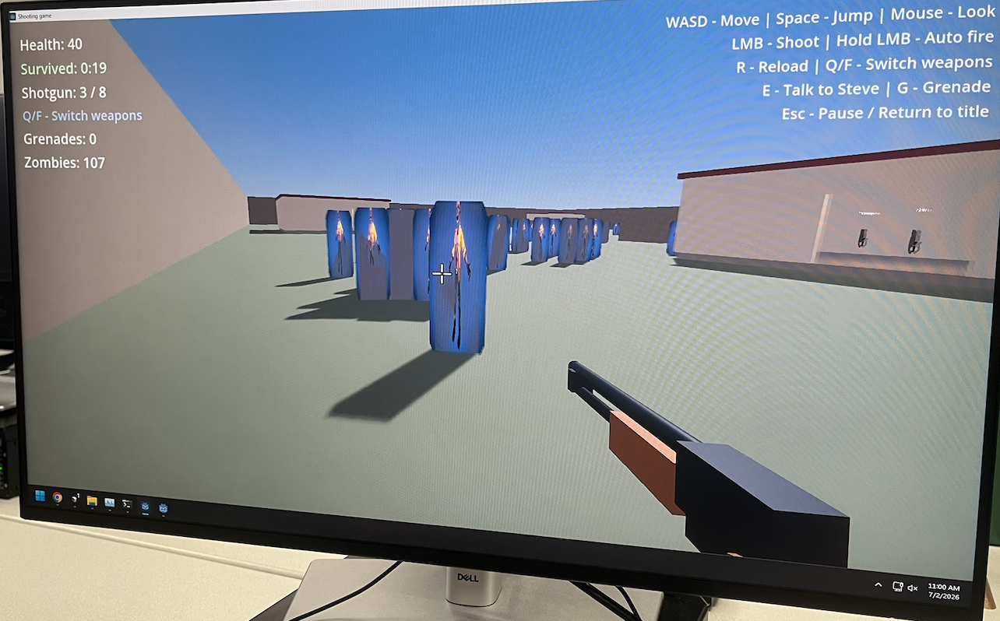 Shooting game
Health: 40
Survived: 0:19
Shotgun: 3 / 8
Q/F - Switch weapons
Grenades: 0
Zombies: 107
WASD - Move | Space - Jump | Mouse - Look
LMB - Shoot | Hold LMB - Auto fire
R - Reload | Q/F - Switch weapons
E - Talk to Steve | G - Grenade
Esc - Pause / Return to title
11:00 AM
7/2/2026
DELL